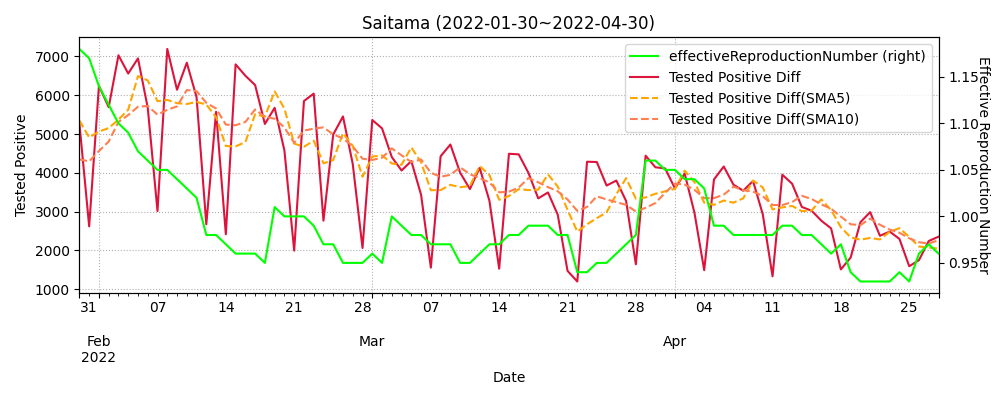 Saitama (2022-01-30~2022-04-30)
effectiveReproductionNumber (right)
Tested Positive Diff
Tested Positive Diff(SMA5)
Tested Positive Diff(SMA10)
Tested Positive
7000
6000
5000
4000
3000
2000
1000
Effective Reproduction Number
1.15
1.10
1.05
1.00
0.95
31 07 14 21 28 07 14 21 28 04 11 18 25
Feb Mar Apr
2022
Date